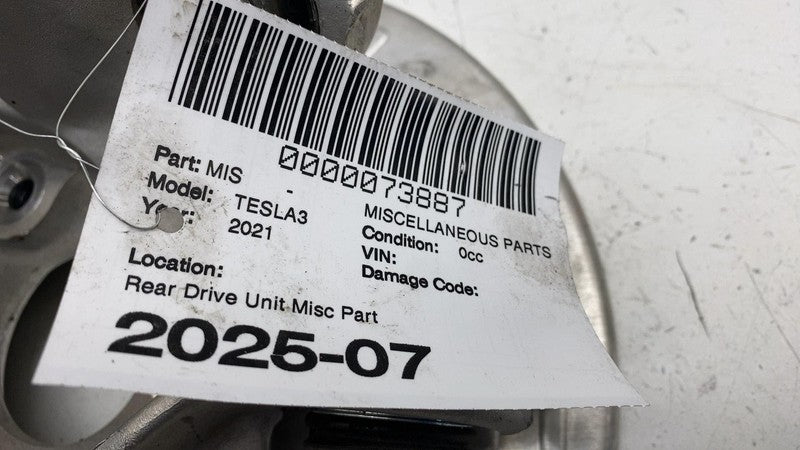 0000073887
Part: MIS - MISCELLANEOUS PARTS
Model: TESLA3 Condition: 0cc
Year: 2021 VIN:
Damage Code:
Location:
Rear Drive Unit Misc Part
2025-07